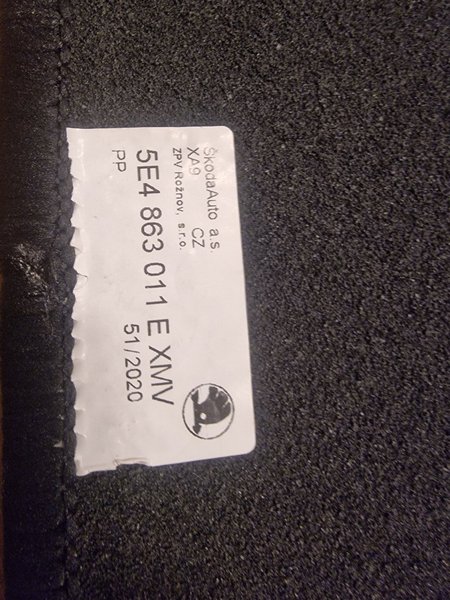 ŠkodaAuto a.s.
XA9 CZ
ZPV Rožnov, s.r.o.
5E4 863 011 E XMV
PP 51/2020